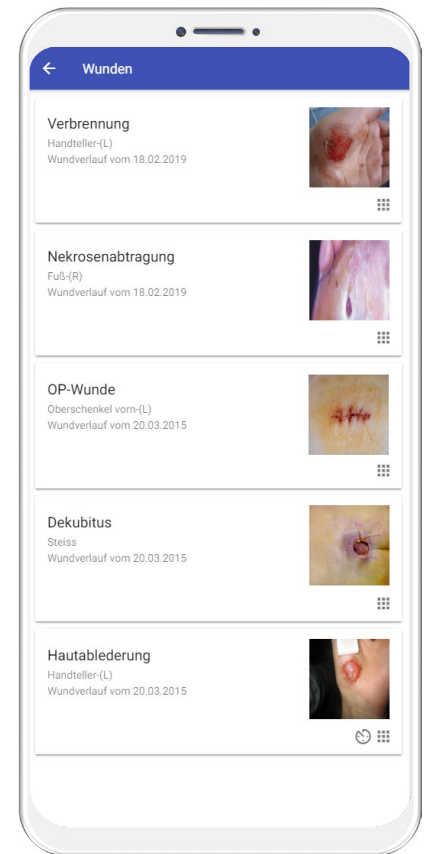 Wunden
Verbrennung
Handteller-(L)
Wundverlauf vom 18.02.2019
Nekrosenabtragung
Fuß-(R)
Wundverlauf vom 18.02.2019
OP-Wunde
Oberschenkel vorn-(L)
Wundverlauf vom 20.03.2015
Dekubitus
Steiss
Wundverlauf vom 20.03.2015
Hautablederung
Handteller-(L)
Wundverlauf vom 20.03.2015